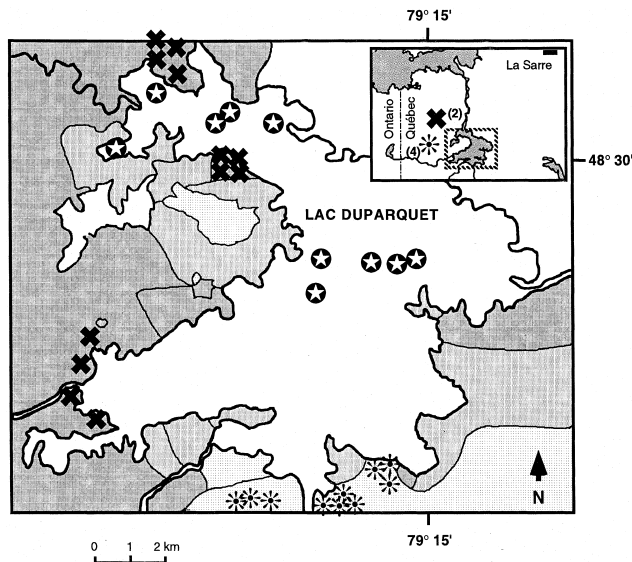 79° 15'
La Sarre
Ontario
Québec
(2)
(4)
48° 30'
LAC DUPARQUET
N
79° 15'
0 1 2 km